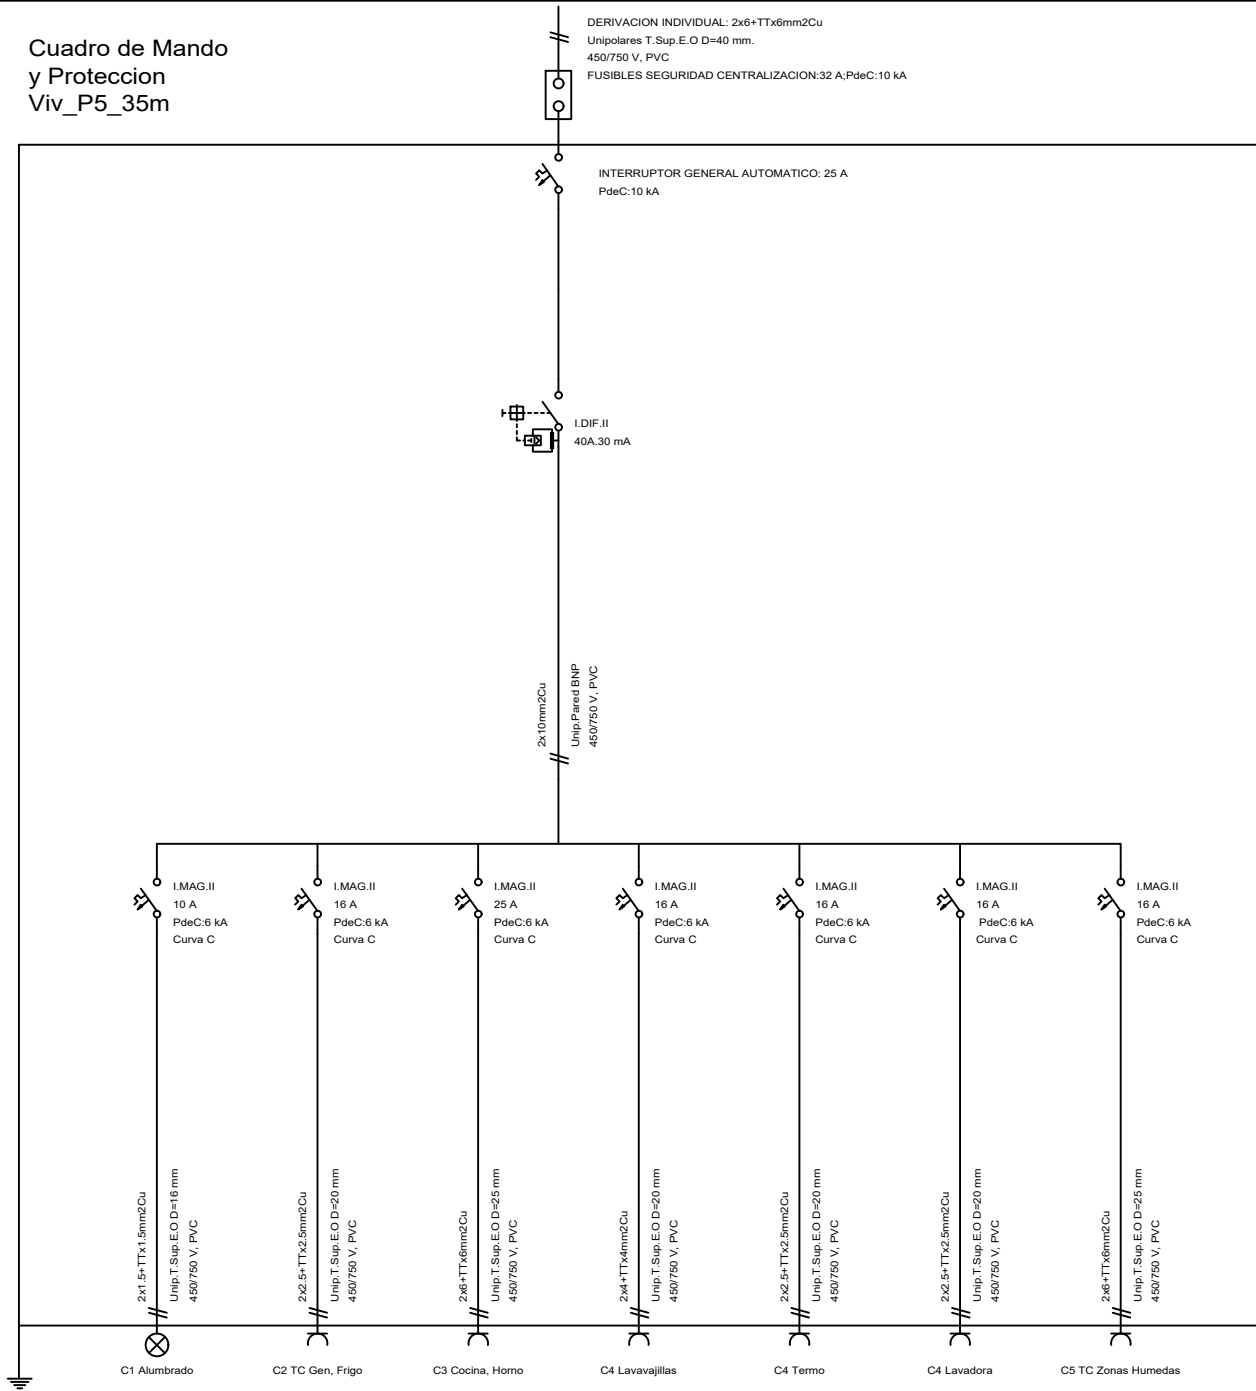 Cuadro de Mando
y Proteccion
Viv_P5_35m
DERIVACION INDIVIDUAL: 2x6+TTx6mm2Cu
Unipolares T.Sup.E.O D=40 mm.
450/750 V, PVC
FUSIBLES SEGURIDAD CENTRALIZACION:32 A;PdeC:10 kA
INTERRUPTOR GENERAL AUTOMATICO: 25 A
PdeC:10 kA
I.DIF.II
40A.30 mA
2x10mm2Cu
Unip.Pared BNP
450/750 V, PVC
I.MAG.II
10 A
PdeC:6 kA
Curva C
I.MAG.II
16 A
PdeC:6 kA
Curva C
I.MAG.II
25 A
PdeC:6 kA
Curva C
I.MAG.II
16 A
PdeC:6 kA
Curva C
I.MAG.II
16 A
PdeC:6 kA
Curva C
I.MAG.II
16 A
PdeC:6 kA
Curva C
I.MAG.II
16 A
PdeC:6 kA
Curva C
2x1.5+TTx1.5mm2Cu
Unip.T.Sup.E.O D=16 mm
450/750 V, PVC
2x2.5+TTx2.5mm2Cu
Unip.T.Sup.E.O D=20 mm
450/750 V, PVC
2x6+TTx6mm2Cu
Unip.T.Sup.E.O D=25 mm
450/750 V, PVC
2x4+TTx4mm2Cu
Unip.T.Sup.E.O D=20 mm
450/750 V, PVC
2x2.5+TTx2.5mm2Cu
Unip.T.Sup.E.O D=20 mm
450/750 V, PVC
2x2.5+TTx2.5mm2Cu
Unip.T.Sup.E.O D=20 mm
450/750 V, PVC
2x6+TTx6mm2Cu
Unip.T.Sup.E.O D=25 mm
450/750 V, PVC
C1 Alumbrado
C2 TC Gen, Frigo
C3 Cocina, Horno
C4 Lavavajillas
C4 Termo
C4 Lavadora
C5 TC Zonas Humedas